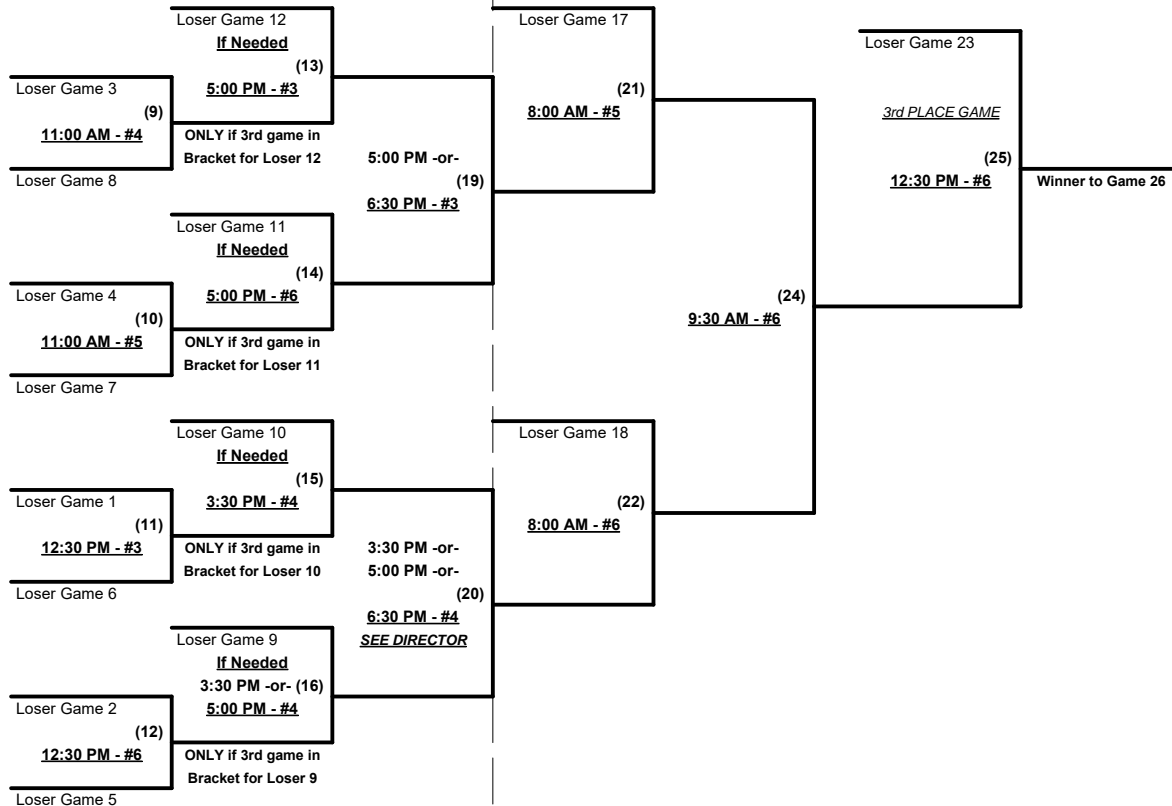 Loser Game 12
If Needed
(13)
5:00 PM - #3
Loser Game 3
(9)
11:00 AM - #4
ONLY if 3rd game in
Bracket for Loser 12
Loser Game 8
Loser Game 11
If Needed
(14)
5:00 PM - #6
Loser Game 4
(10)
11:00 AM - #5
ONLY if 3rd game in
Bracket for Loser 11
Loser Game 7
5:00 PM -or-
(19)
6:30 PM - #3
Loser Game 17
(21)
8:00 AM - #5
Loser Game 10
If Needed
(15)
3:30 PM - #4
Loser Game 1
(11)
12:30 PM - #3
ONLY if 3rd game in
Bracket for Loser 10
Loser Game 6
Loser Game 9
If Needed
3:30 PM -or- (16)
5:00 PM - #4
Loser Game 2
(12)
12:30 PM - #6
ONLY if 3rd game in
Bracket for Loser 9
Loser Game 5
3:30 PM -or-
5:00 PM -or-
(20)
6:30 PM - #4
SEE DIRECTOR
Loser Game 18
(22)
8:00 AM - #6
(24)
9:30 AM - #6
Loser Game 23
3rd PLACE GAME
(25)
12:30 PM - #6
Winner to Game 26